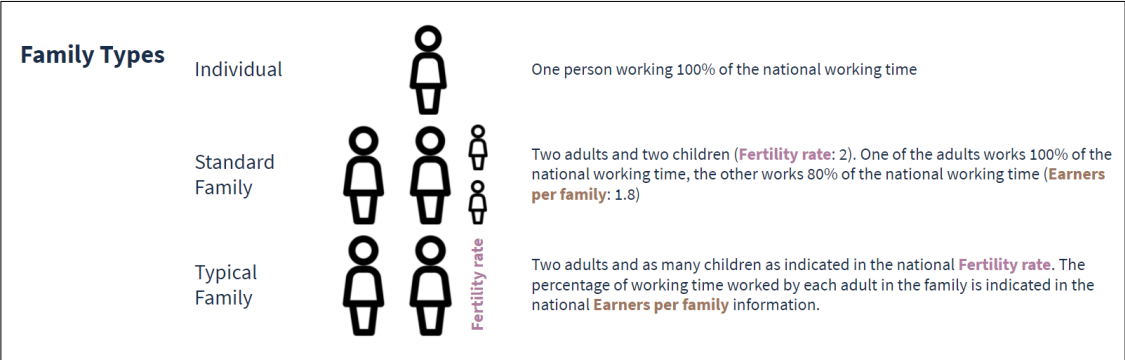 Family Types
Individual
One person working 100% of the national working time
Standard
Family
Two adults and two children (Fertility rate: 2). One of the adults works 100% of the
national working time, the other works 80% of the national working time (Earners
per family: 1.8)
Typical
Family
Fertility rate
Two adults and as many children as indicated in the national Fertility rate. The
percentage of working time worked by each adult in the family is indicated in the
national Earners per family information.